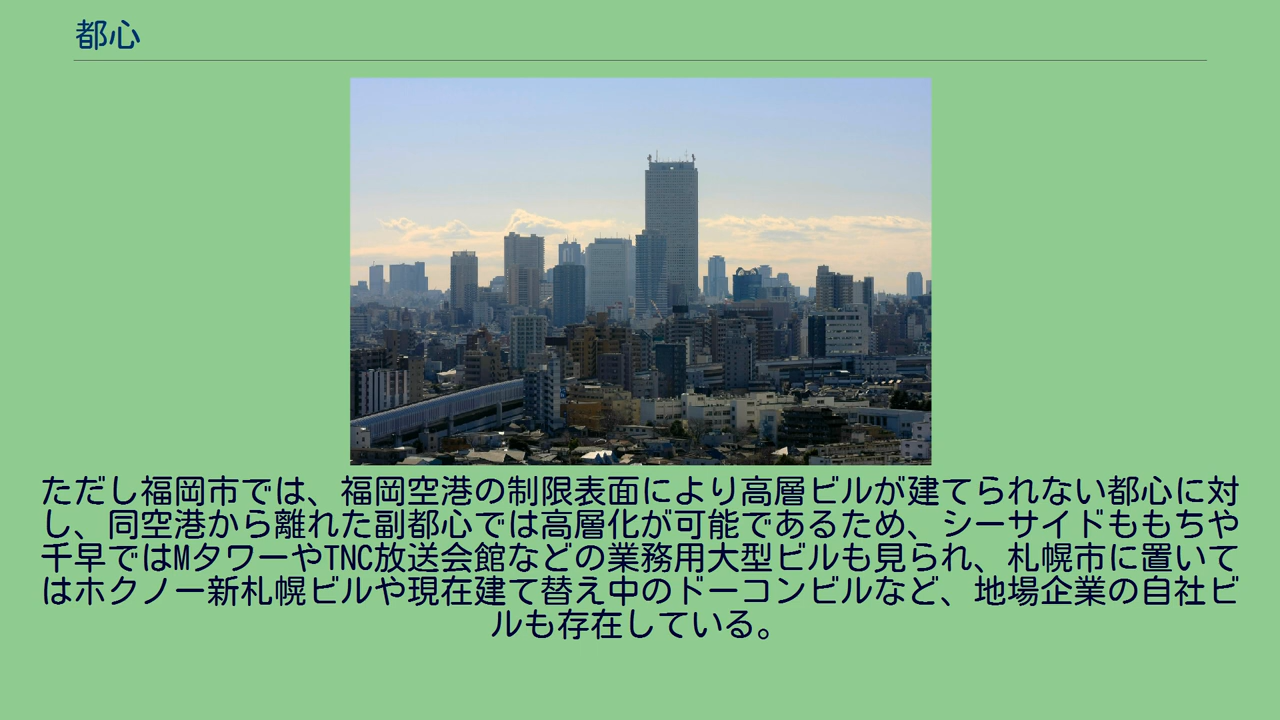 都心
ただし福岡市では、福岡空港の制限表面により高層ビルが建てられない都心に対
し、同空港から離れた副都心では高層化が可能であるため、シーサイドももちや
千早ではMタワーやTNC放送会館などの業務用大型ビルも見られ、札幌市に置いて
はホクノー新札幌ビルや現在建て替え中のドーコンビルなど、地場企業の自社ビ
ルも存在している。